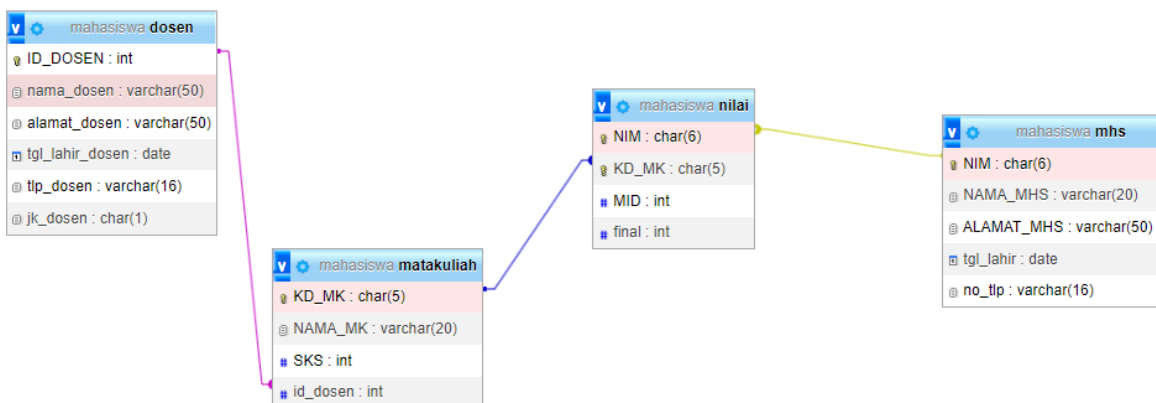 mahasiswa dosen
ID_DOSEN : int
nama_dosen : varchar(50)
alamat_dosen : varchar(50)
tgl_lahir_dosen : date
tlp_dosen : varchar(16)
jk_dosen : char(1)
mahasiswa matakuliah
KD_MK : char(5)
NAMA_MK : varchar(20)
SKS : int
id_dosen : int
mahasiswa nilai
NIM : char(6)
KD_MK : char(5)
MID : int
final : int
mahasiswa mhs
NIM : char(6)
NAMA_MHS : varchar(20)
ALAMAT_MHS : varchar(50)
tgl_lahir : date
no_tlp : varchar(16)